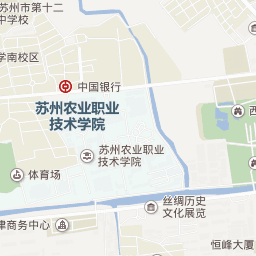 苏州市第十二
中学校
学南校区
中国银行
苏州农业职业
技术学院
西
苏州农业职业
技术学院
体育场
丝绸历史
文化展览
津商务中心
恒峰大厦